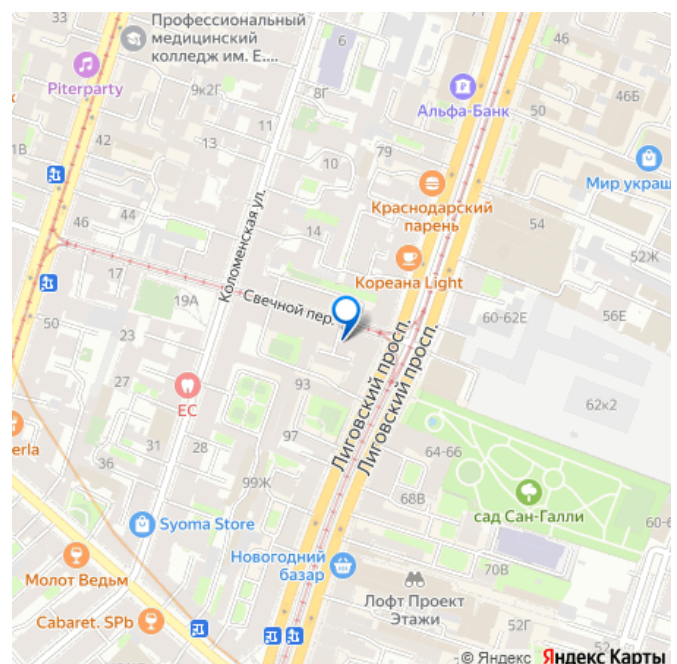 33
Профессиональный
медицинский
колледж им. Е....
6
Piterparty
9к2Г
8Г
Альфа-Банк
46Б
50
42
11
13
79
1В
10
Мир украш
Краснодарский
парень
Коломенская ул.
46
44
14
54
52Ж
17
Кореана Light
19А
Свечной пер.
50
23
60-62Е
56Е
Лиговский просп.
Лиговский просп.
27
93
ЕС
62к2
erla
31
28
97
64-66
36
99Ж
68В
сад Сан-Галли
60-6
Syoma Store
Новогодний
базар
70В
Молот Ведьм
Лофт Проект
Этажи
Cabaret. SPb
52Г
© Яндекс Яндекс Карты